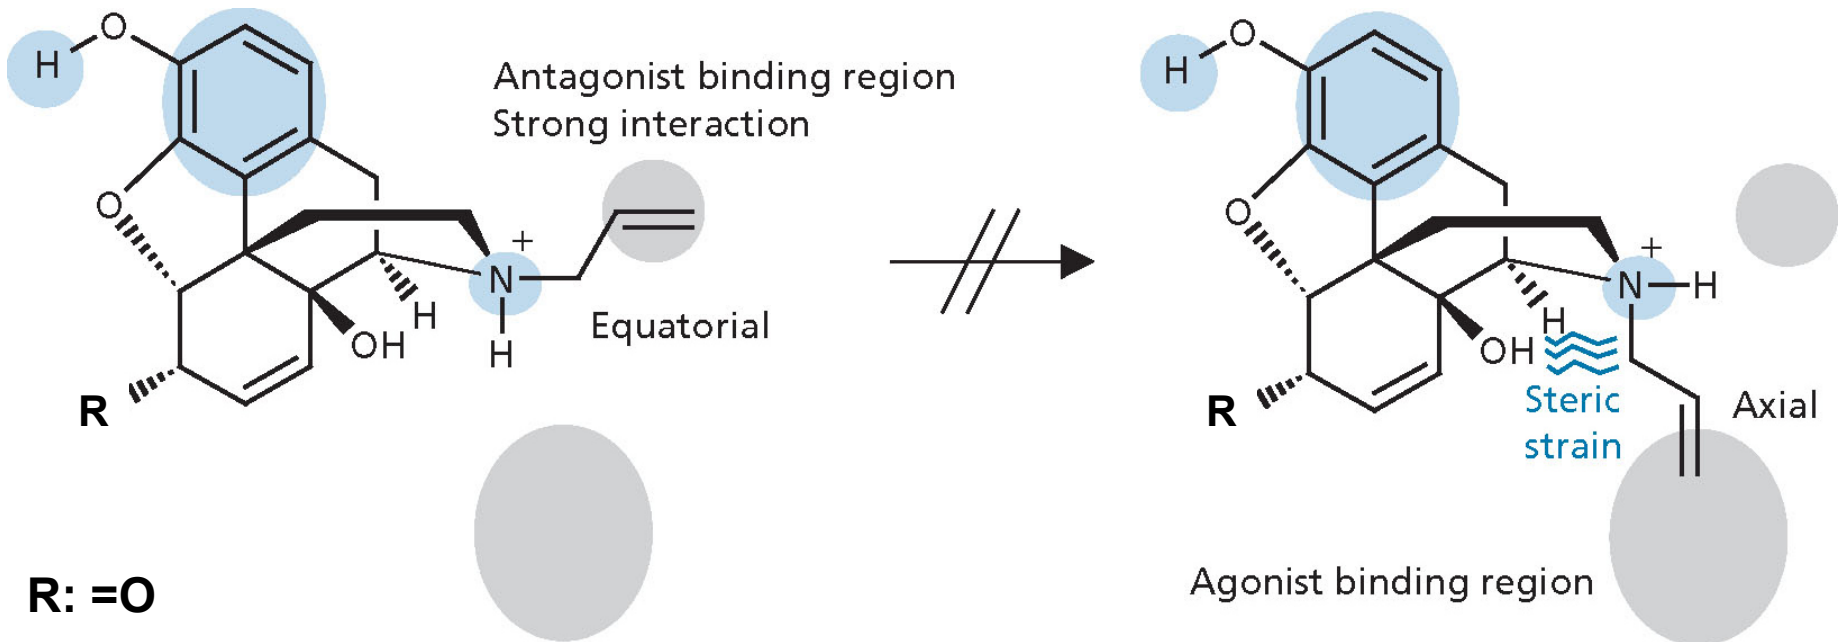 H
O
Antagonist binding region
Strong interaction
O
+
N
H
H
OH
Equatorial
R
R: =O
H
O
O
+
N
H
H
OH
Steric
strain
Axial
R
Agonist binding region